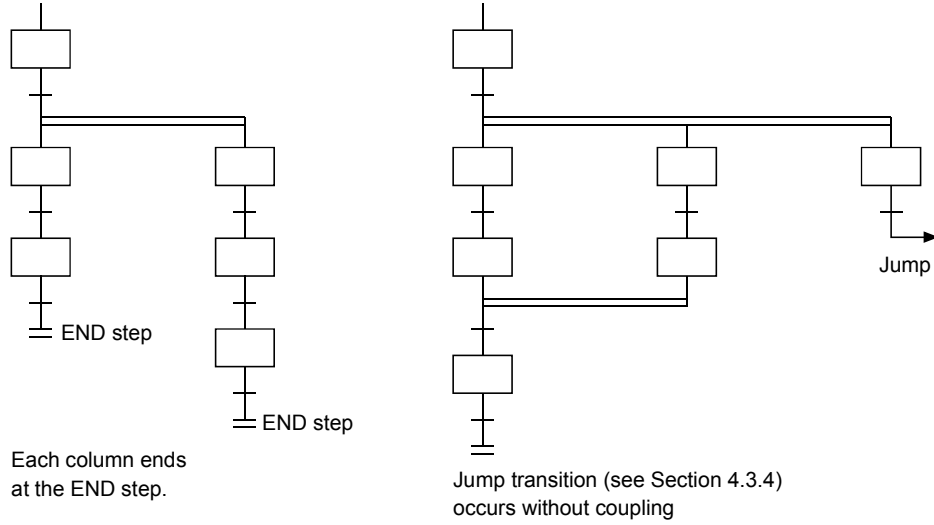 END step
END step
Each column ends
at the END step.
Jump
Jump transition (see Section 4.3.4)
occurs without coupling